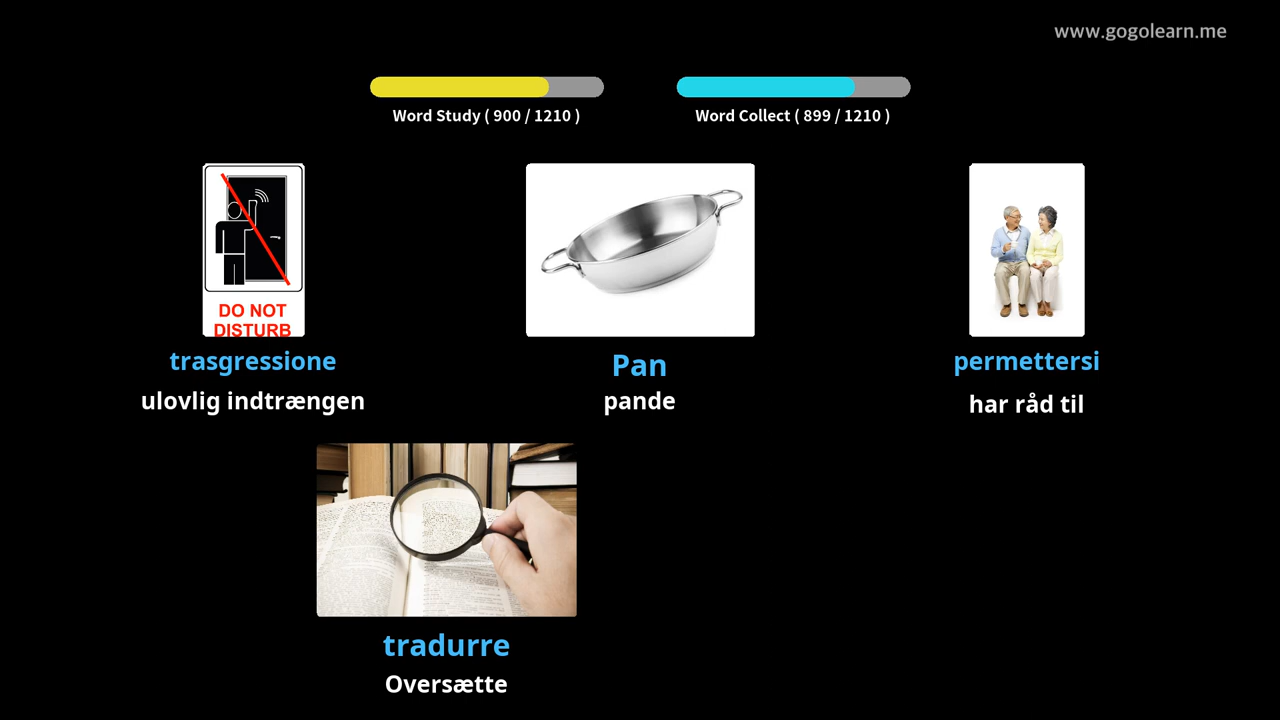 www.gogolearn.me
Word Study ( 900 / 1210 )
Word Collect ( 899 / 1210 )
DO NOT
DISTURB
trasgressione
ulovlig indtrængen
Pan
pande
permettersi
har råd til
tradurre
Oversætte